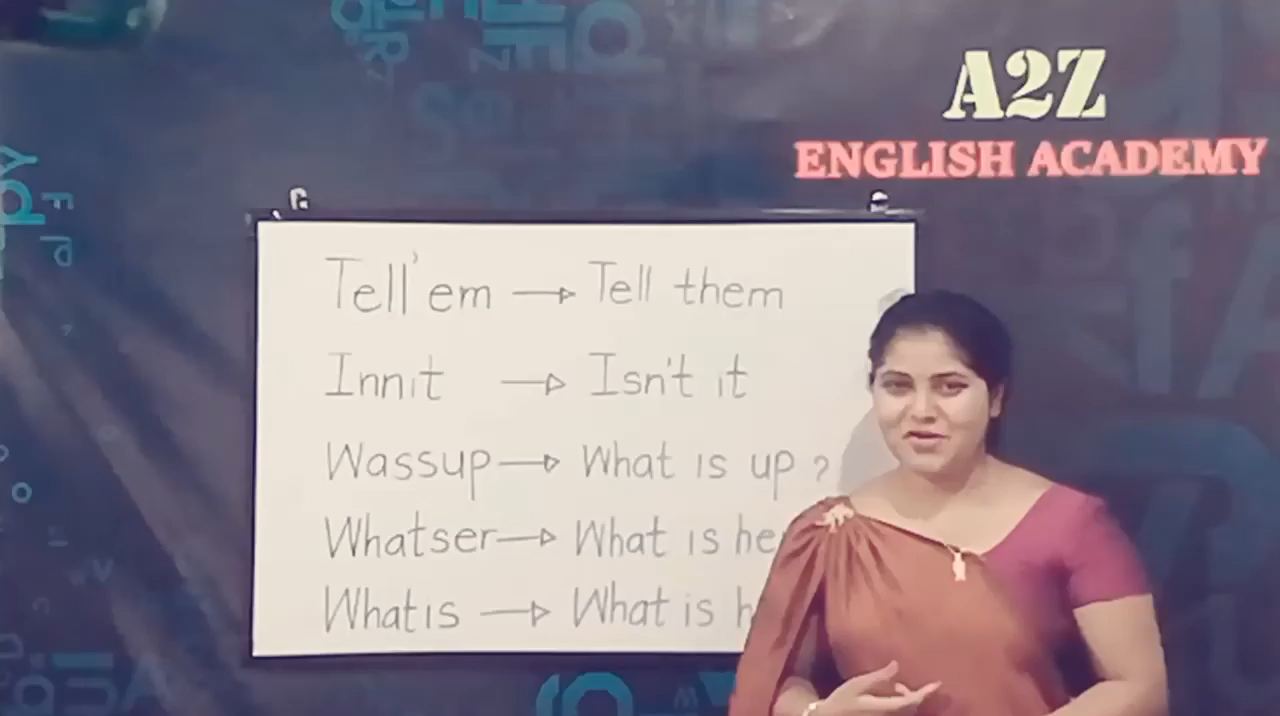 A2Z
ENGLISH ACADEMY
Tell'em → Tell them
Innit → Isn't it
Wassup → What is up ?
Whatser → What is
Whatis → What is